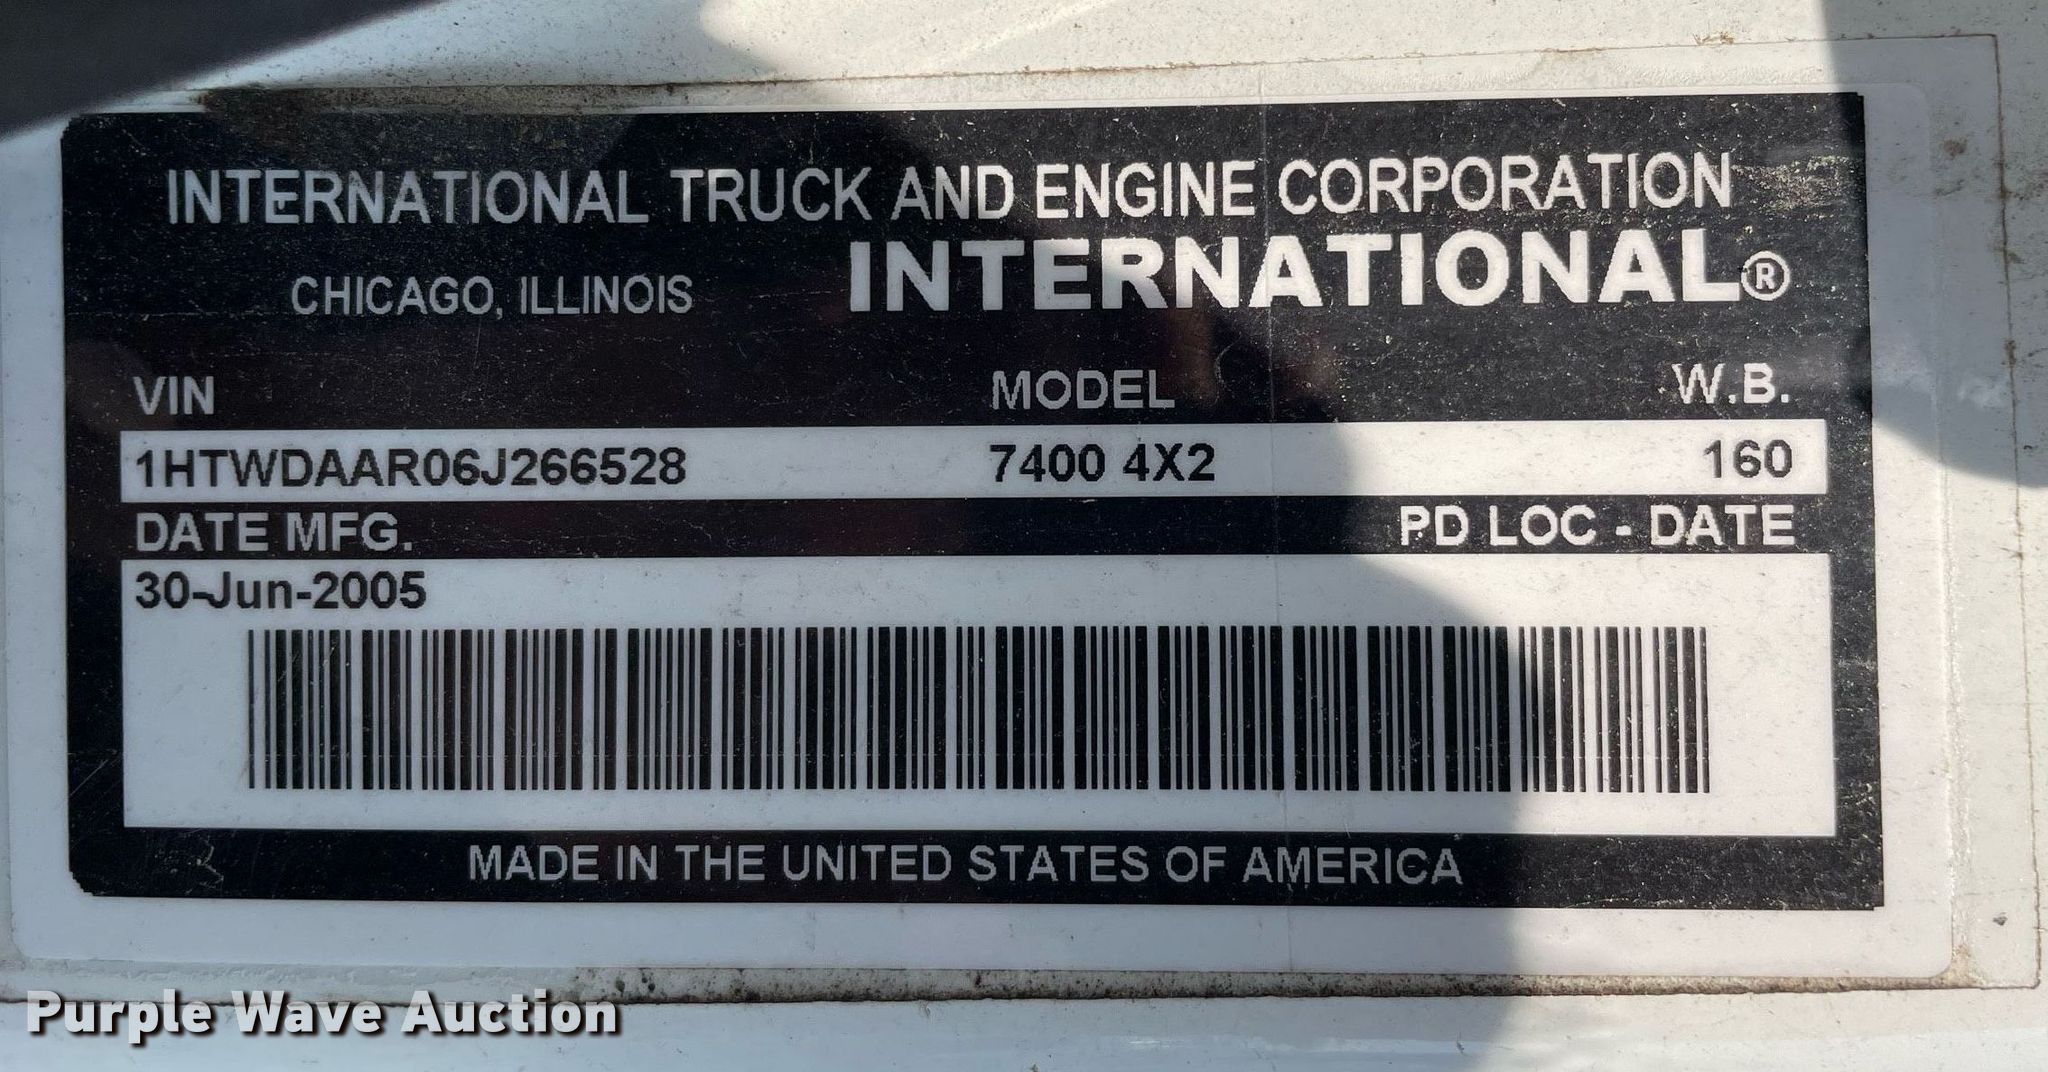 INTERNATIONAL TRUCK AND ENGINE CORPORATION
CHICAGO, ILLINOIS INTERNATIONAL®
VIN MODEL W.B.
1HTWDAAR06J266528 7400 4X2 160
DATE MFG. PD LOC - DATE
30-Jun-2005
MADE IN THE UNITED STATES OF AMERICA
Purple Wave Auction